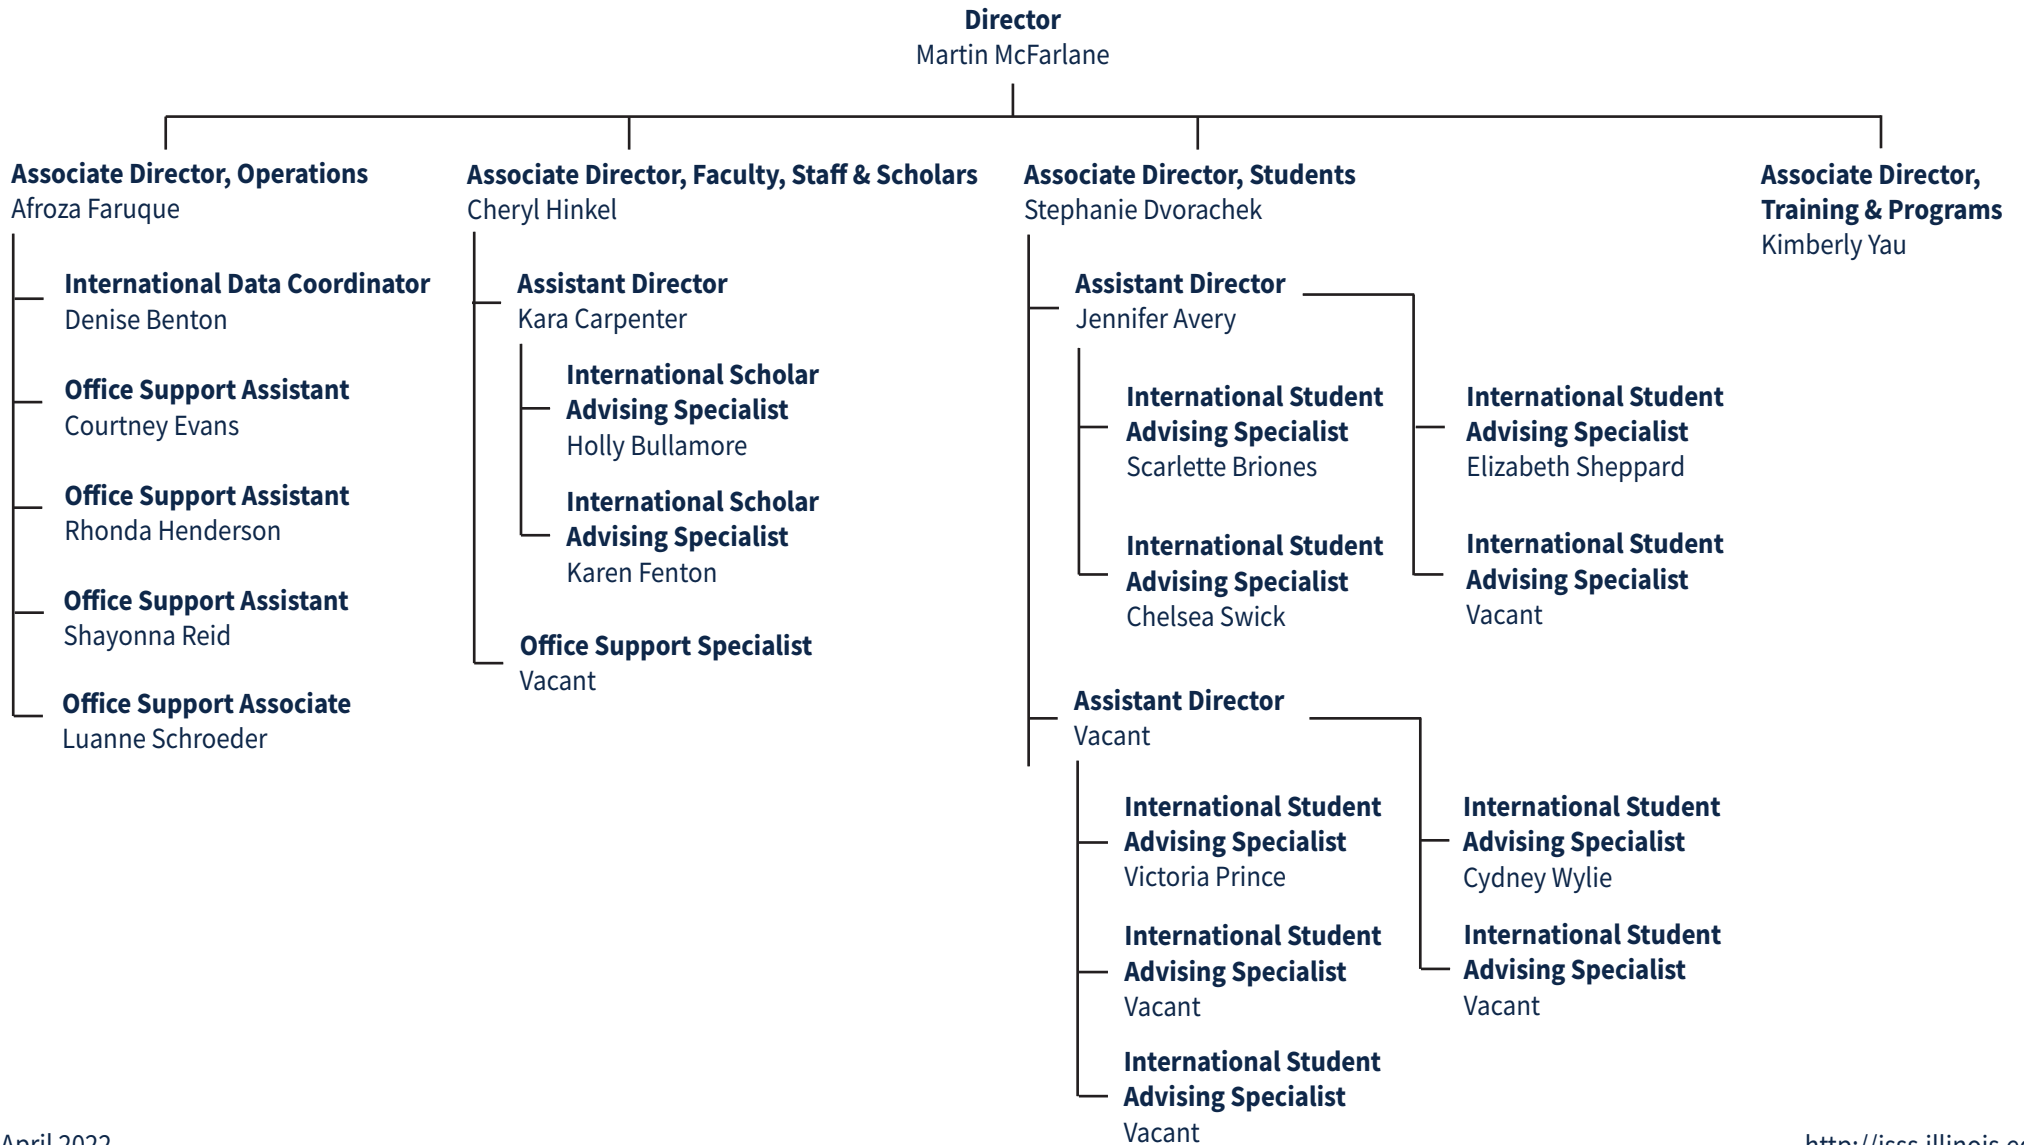 Director
Martin McFarlane
Associate Director, Operations
Afroza Faruque
International Data Coordinator
Denise Benton
Office Support Assistant
Courtney Evans
Office Support Assistant
Rhonda Henderson
Office Support Assistant
Shayonna Reid
Office Support Associate
Luanne Schroeder
Associate Director, Faculty, Staff & Scholars
Cheryl Hinkel
Assistant Director
Kara Carpenter
International Scholar
Advising Specialist
Holly Bullamore
International Scholar
Advising Specialist
Karen Fenton
Office Support Specialist
Vacant
Associate Director, Students
Stephanie Dvorachek
Assistant Director
Jennifer Avery
International Student
Advising Specialist
Scarlette Briones
International Student
Advising Specialist
Chelsea Swick
International Student
Advising Specialist
Elizabeth Sheppard
International Student
Advising Specialist
Vacant
Assistant Director
Vacant
International Student
Advising Specialist
Victoria Prince
International Student
Advising Specialist
Vacant
International Student
Advising Specialist
Vacant
International Student
Advising Specialist
Cydney Wylie
International Student
Advising Specialist
Vacant
Associate Director,
Training & Programs
Kimberly Yau
April 2022